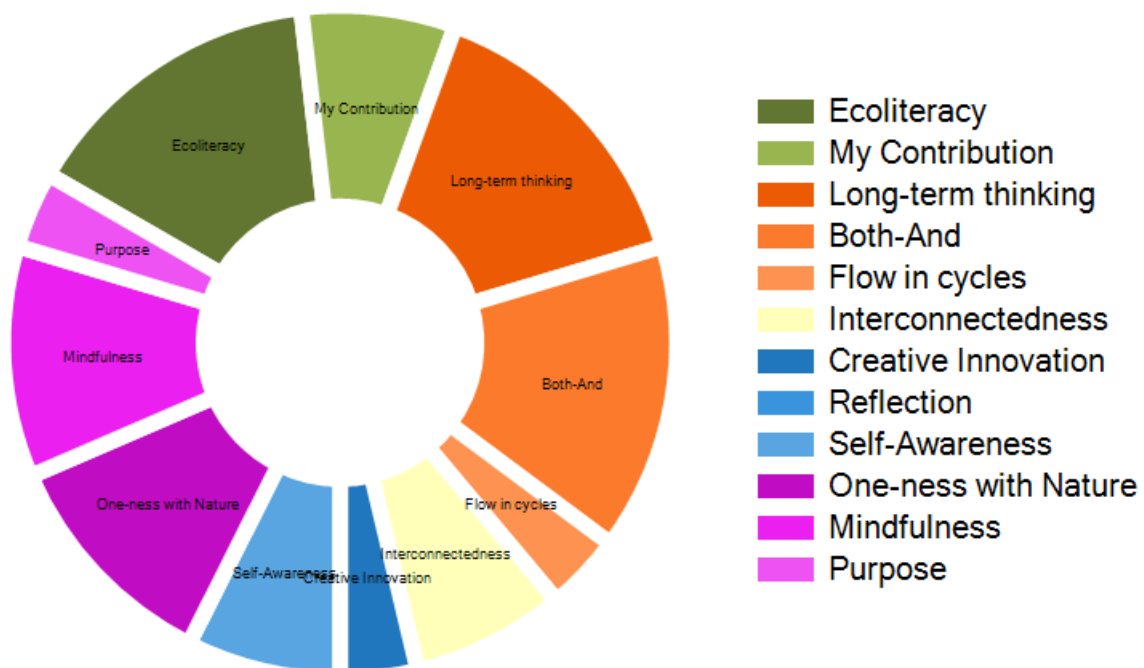 My Contribution
Ecoliteracy
Long-term thinking
Purpose
Mindfulness
Both-And
One-ness with Nature
Flow in cycles
Interconnectedness
Self-Awareness
Creative Innovation
Ecoliteracy
My Contribution
Long-term thinking
Both-And
Flow in cycles
Interconnectedness
Creative Innovation
Reflection
Self-Awareness
One-ness with Nature
Mindfulness
Purpose